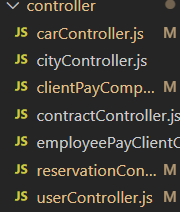 controller
JS carController.js M
JS cityController.js
JS clientPayComp... M
JS contractController.js
JS employeePayClientC
JS reservationCon... M
JS userController.js M